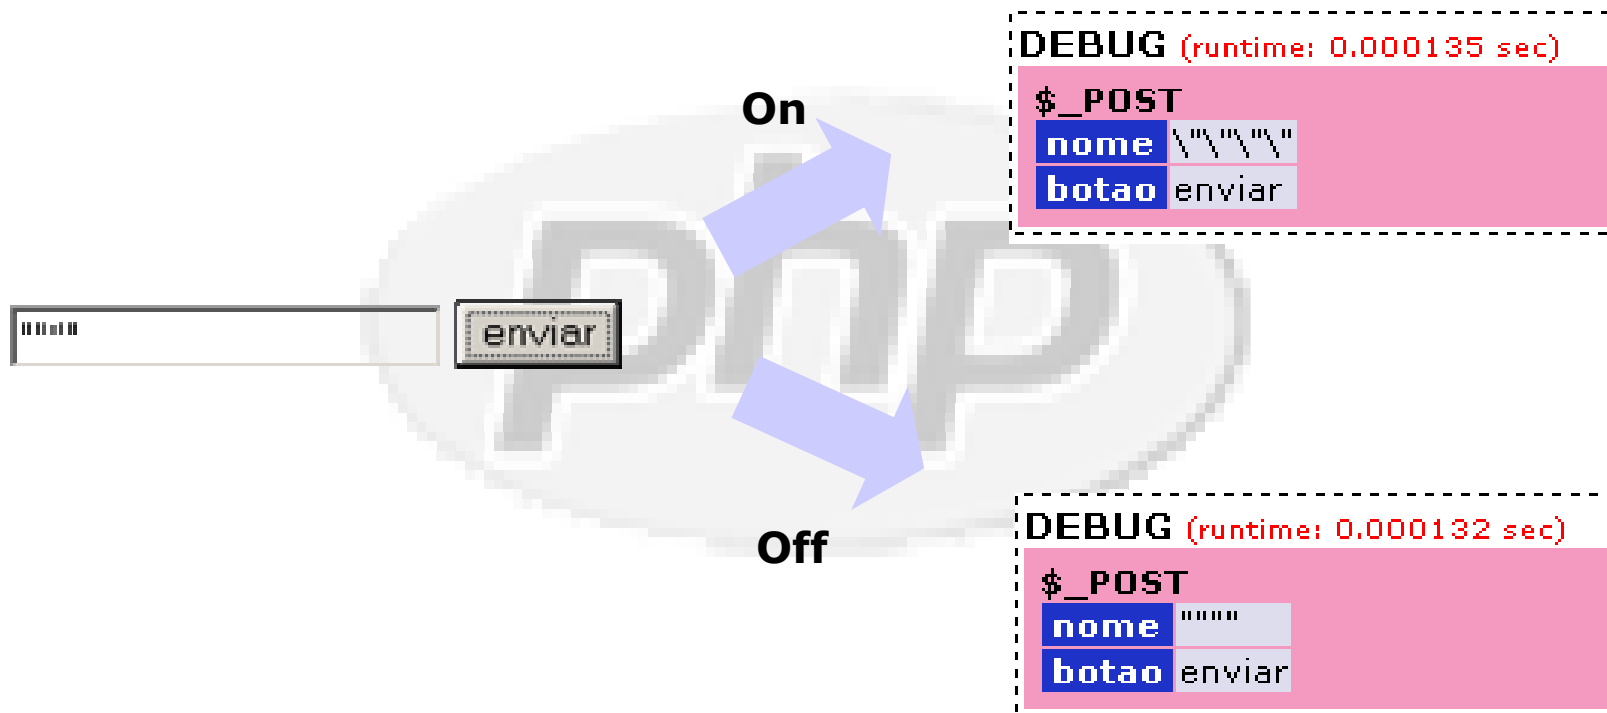 On
DEBUG (runtime: 0.000135 sec)
$_POST
nome \"\"\"\"
botao enviar
"""" enviar
php
Off
DEBUG (runtime: 0.000132 sec)
$_POST
nome """"
botao enviar